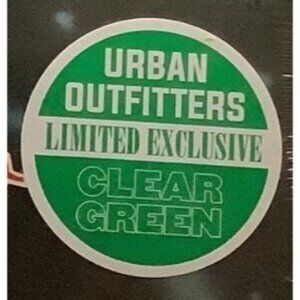 URBAN
OUTFITTERS
LIMITED EXCLUSIVE
CLEAR
GREEN